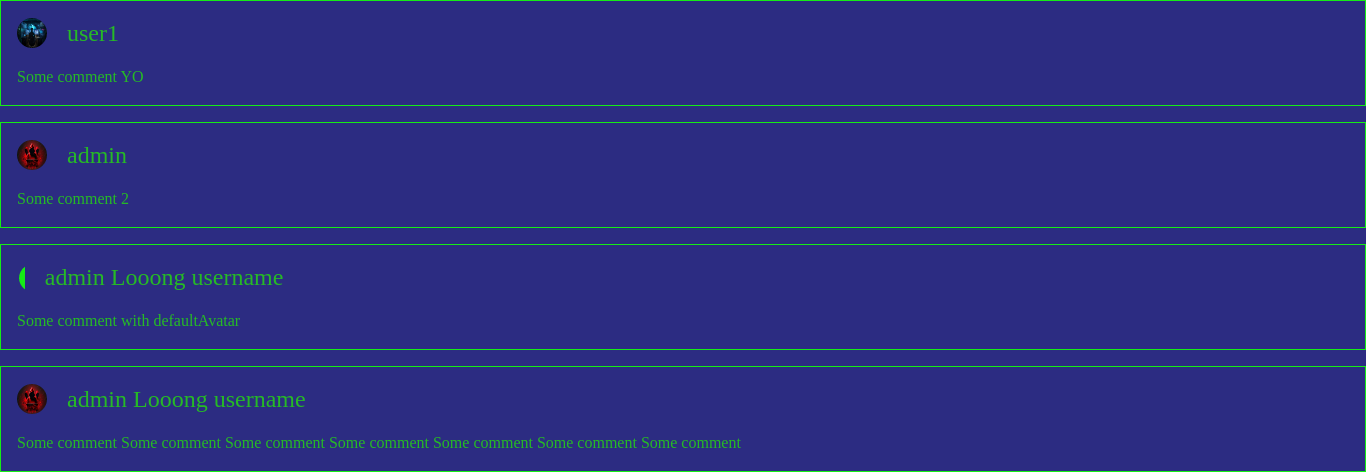 user1
Some comment YO
admin
Some comment 2
admin Looong username
Some comment with defaultAvatar
admin Looong username
Some comment Some comment Some comment Some comment Some comment Some comment Some comment